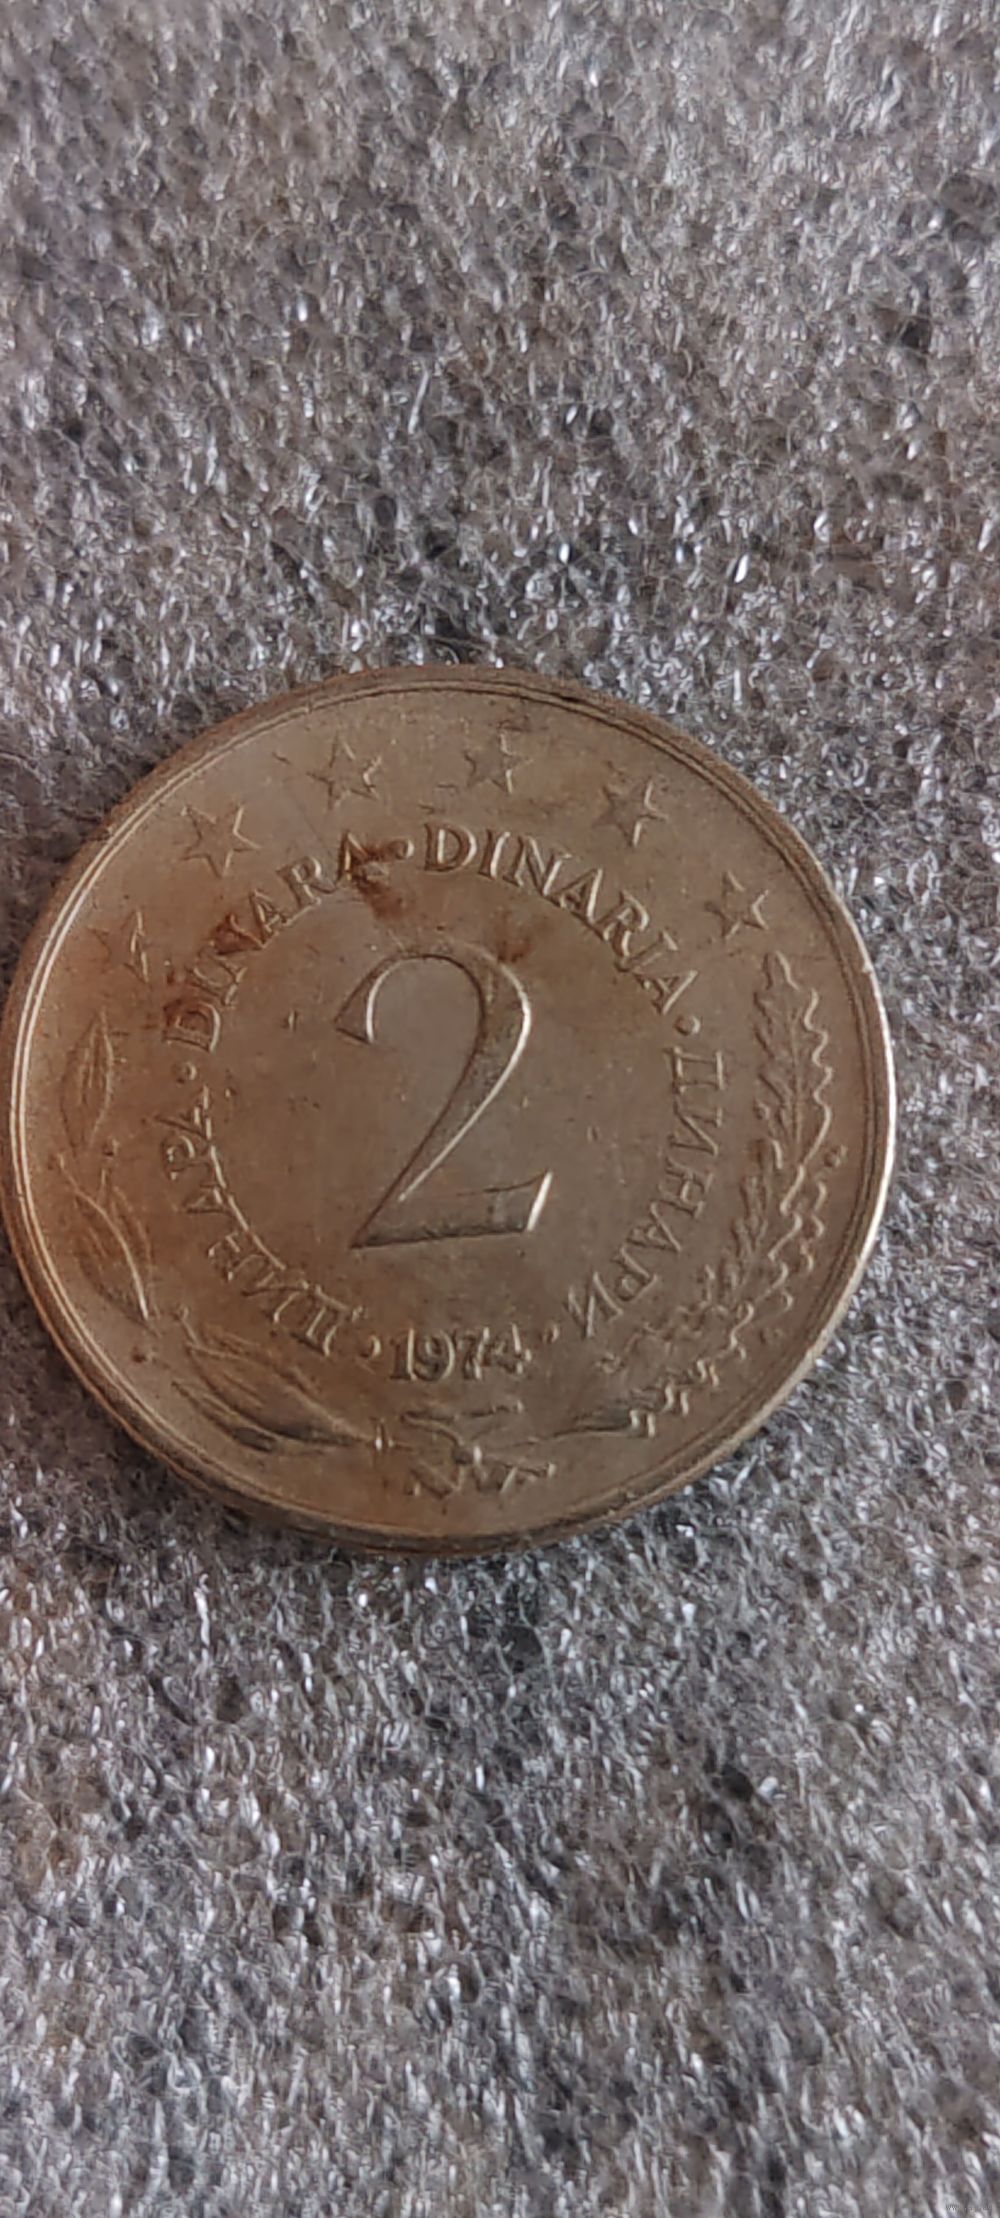 ДИНАРА · DINARA · DINARJA · ДИНАРИ ·
2
1974